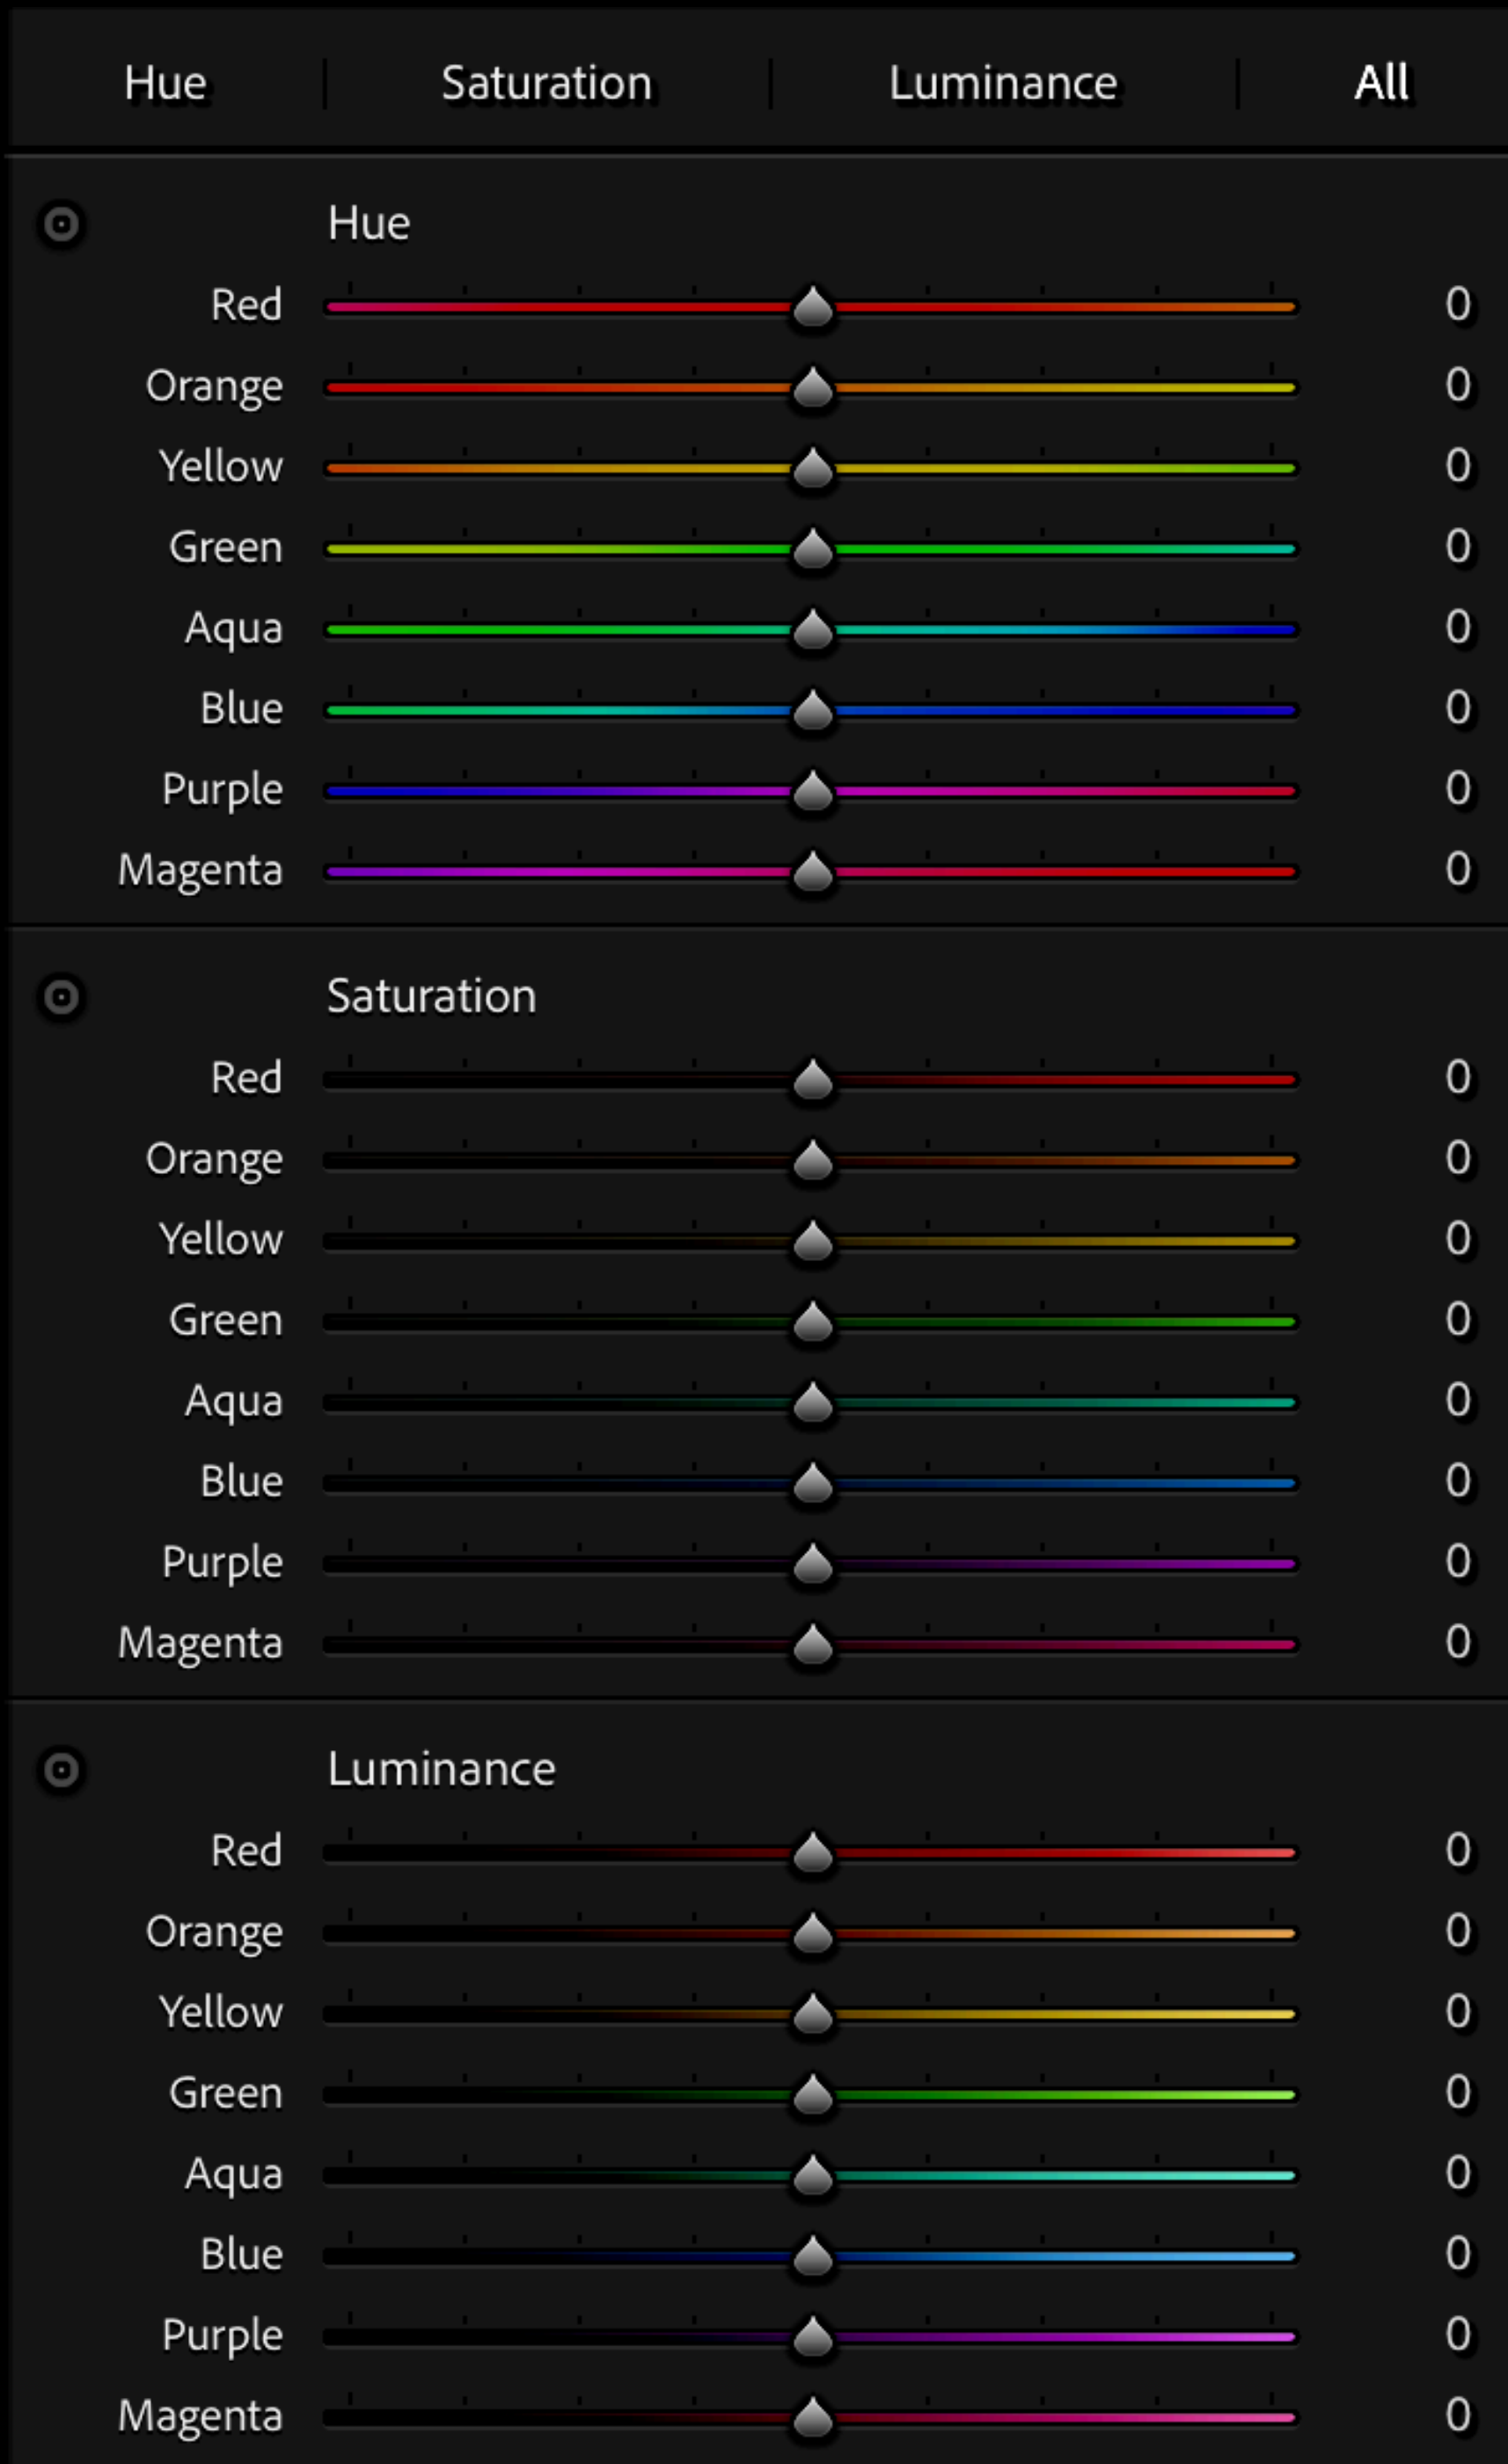 Hue Saturation Luminance All
Hue
Red 0
Orange 0
Yellow 0
Green 0
Aqua 0
Blue 0
Purple 0
Magenta 0
Saturation
Red 0
Orange 0
Yellow 0
Green 0
Aqua 0
Blue 0
Purple 0
Magenta 0
Luminance
Red 0
Orange 0
Yellow 0
Green 0
Aqua 0
Blue 0
Purple 0
Magenta 0